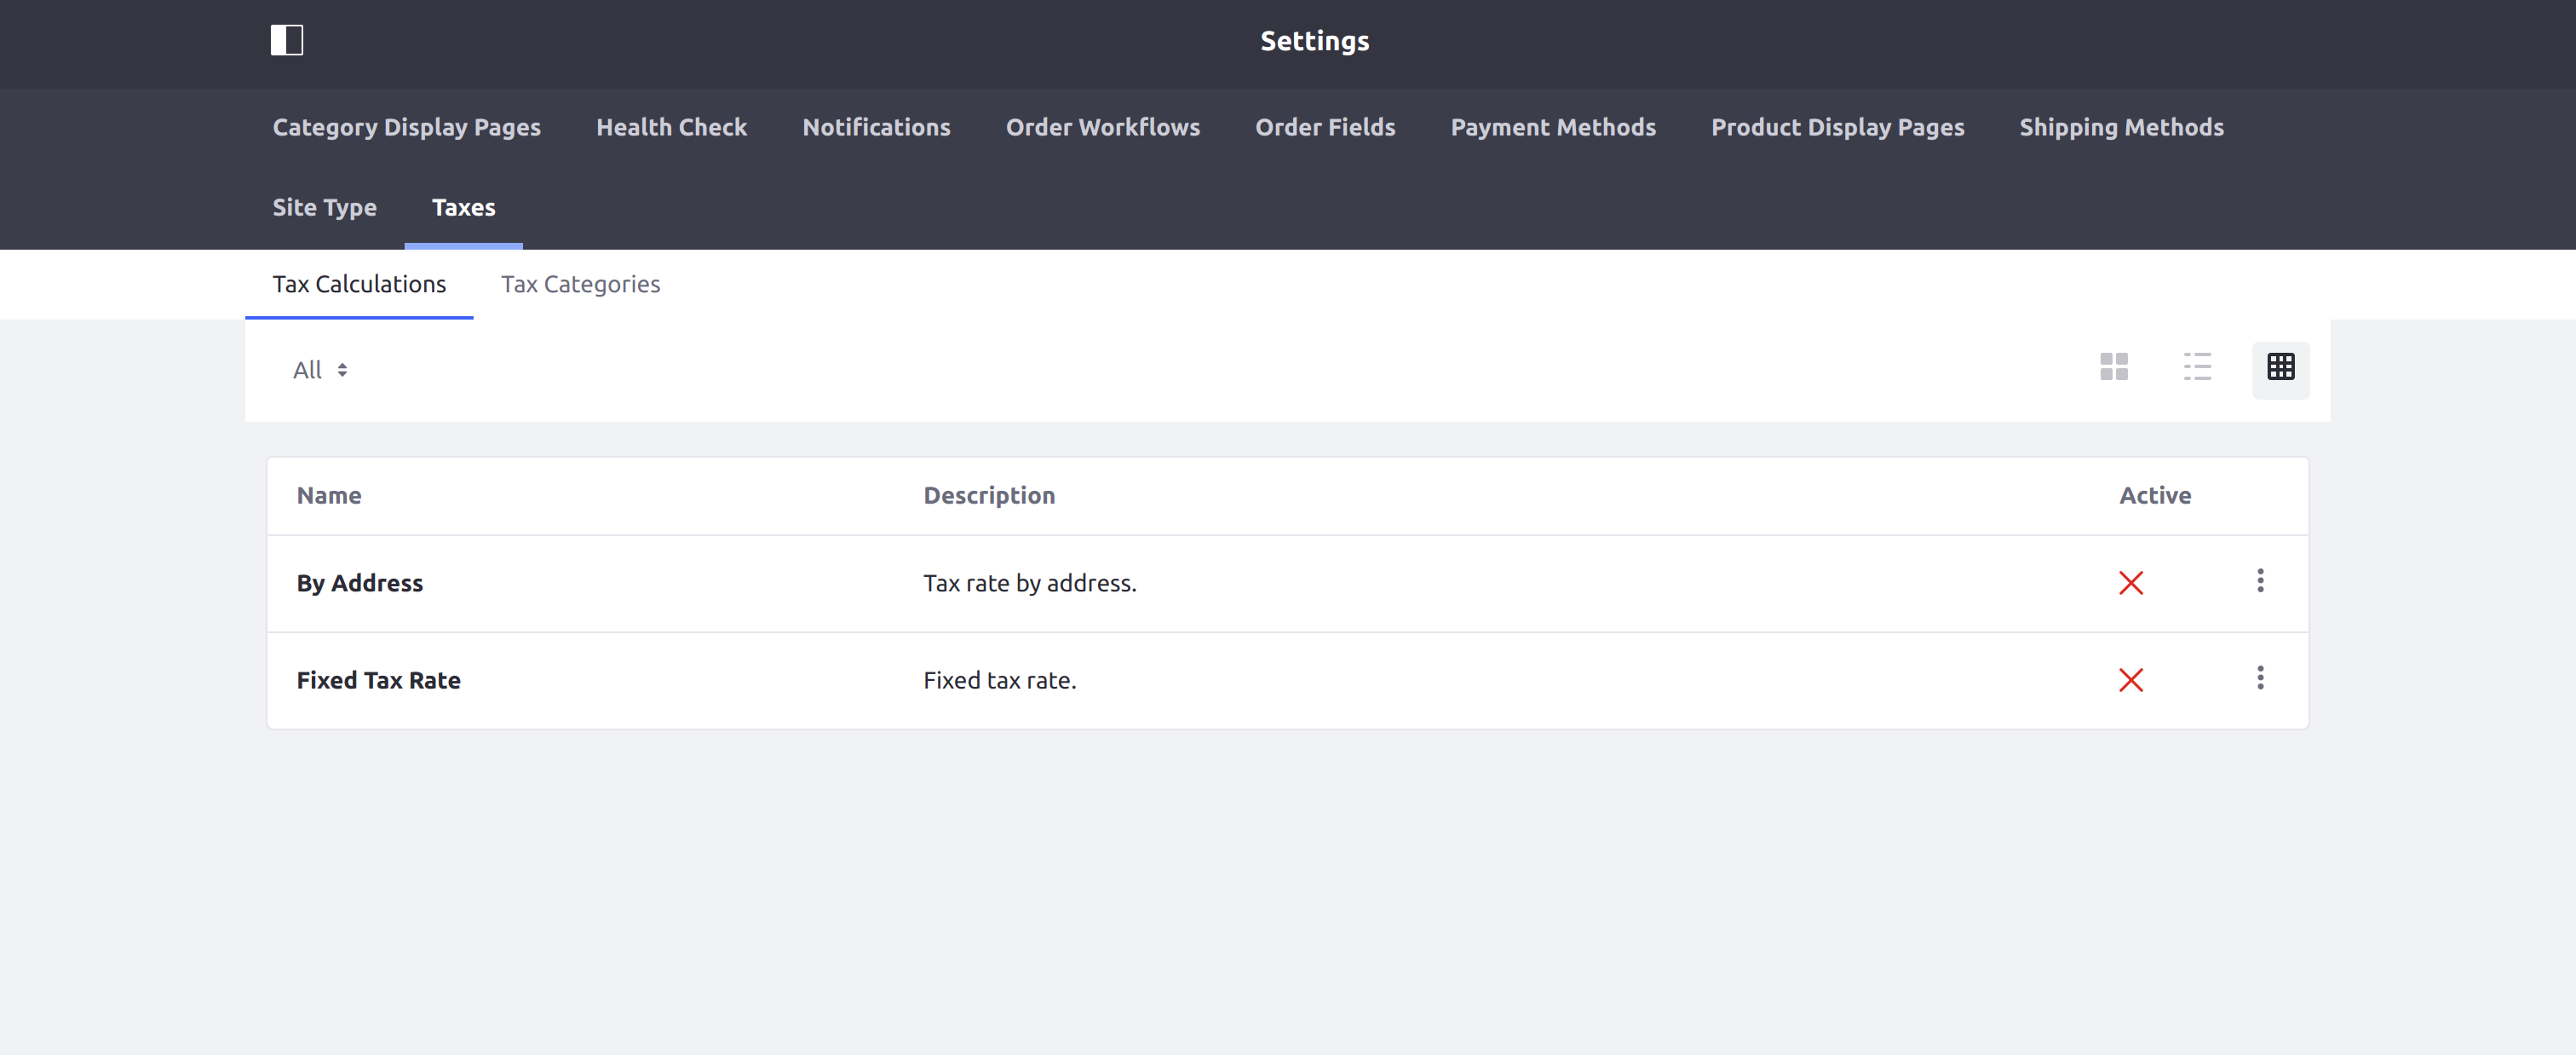 Settings
Category Display Pages Health Check Notifications Order Workflows Order Fields Payment Methods Product Display Pages Shipping Methods
Site Type Taxes
Tax Calculations Tax Categories
All
Name Description Active
By Address Tax rate by address.
Fixed Tax Rate Fixed tax rate.